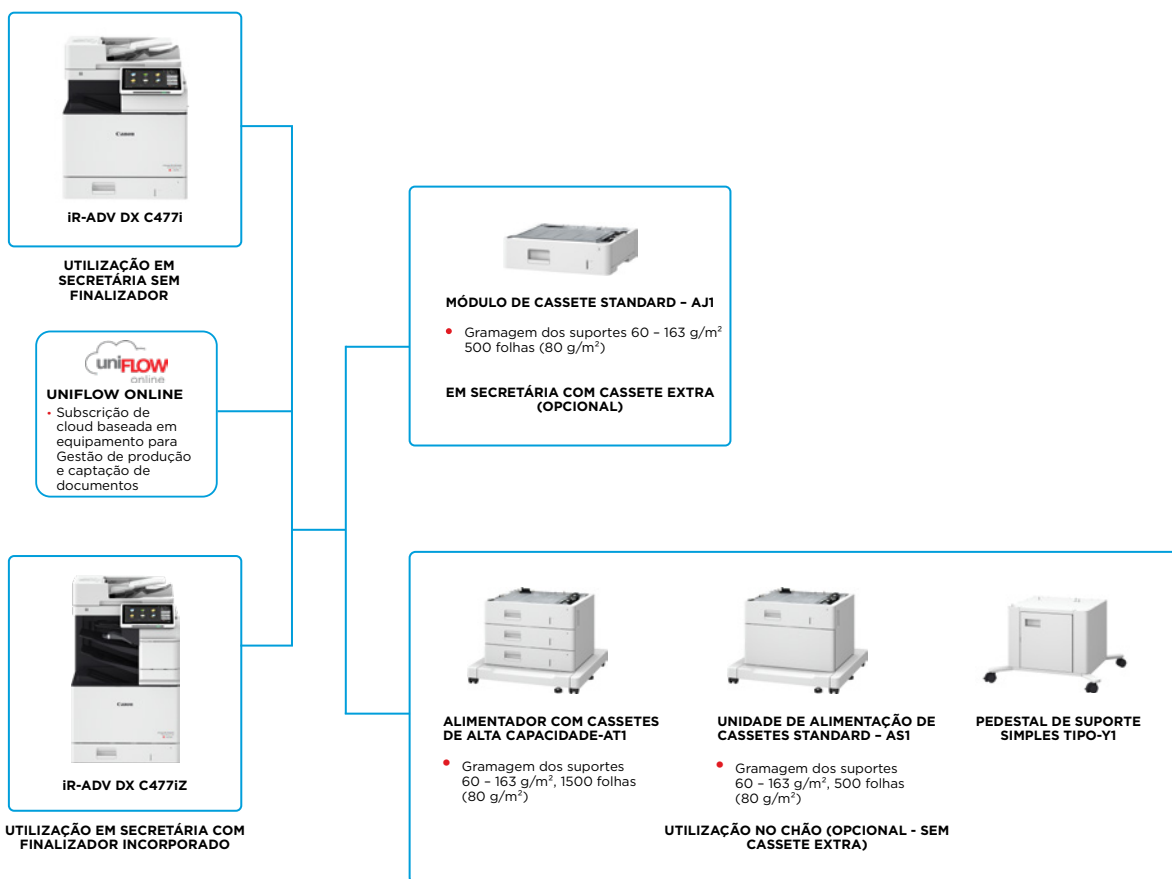 Canon
iR-ADV DX C477i
UTILIZAÇÃO EM
SECRETÁRIA SEM
FINALIZADOR
uniFLOW
online
UNIFLOW ONLINE
• Subscrição de
cloud baseada em
equipamento para
Gestão de produção
e captação de
documentos
Canon
iR-ADV DX C477iZ
UTILIZAÇÃO EM SECRETÁRIA COM
FINALIZADOR INCORPORADO
MÓDULO DE CASSETE STANDARD – AJ1
• Gramagem dos suportes 60 – 163 g/m²
500 folhas (80 g/m²)
EM SECRETÁRIA COM CASSETE EXTRA
(OPCIONAL)
ALIMENTADOR COM CASSETES
DE ALTA CAPACIDADE-AT1
• Gramagem dos suportes
60 – 163 g/m², 1500 folhas
(80 g/m²)
UNIDADE DE ALIMENTAÇÃO DE
CASSETES STANDARD – AS1
• Gramagem dos suportes
60 – 163 g/m², 500 folhas
(80 g/m²)
PEDESTAL DE SUPORTE
SIMPLES TIPO-Y1
UTILIZAÇÃO NO CHÃO (OPCIONAL - SEM
CASSETE EXTRA)